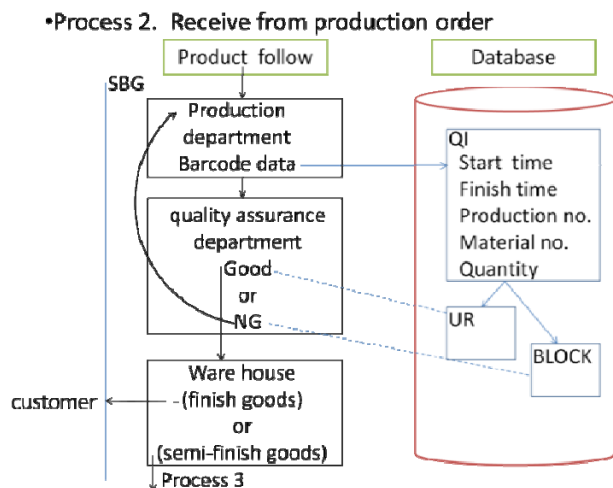 •Process 2. Receive from production order
Product follow
Database
SBG
Production
department
Barcode data
QI
Start time
Finish time
Production no.
Material no.
Quantity
quality assurance
department
Good
or
NG
UR
BLOCK
Ware house
(finish goods)
or
(semi-finish goods)
customer
Process 3